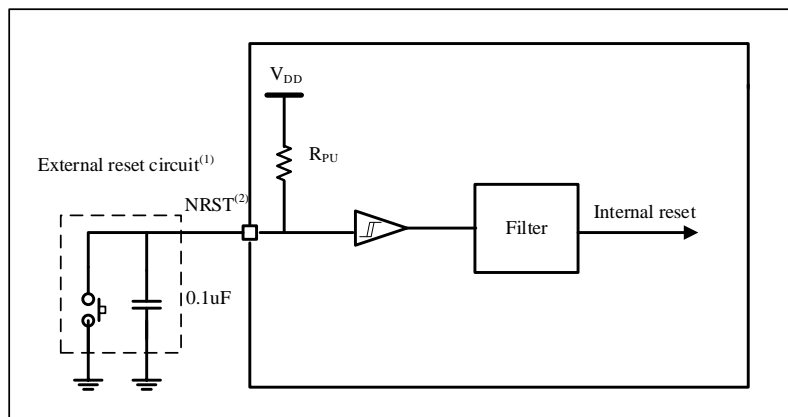 V_DD
R_PU
External reset circuit^(1)
NRST^(2)
Filter
Internal reset
0.1uF